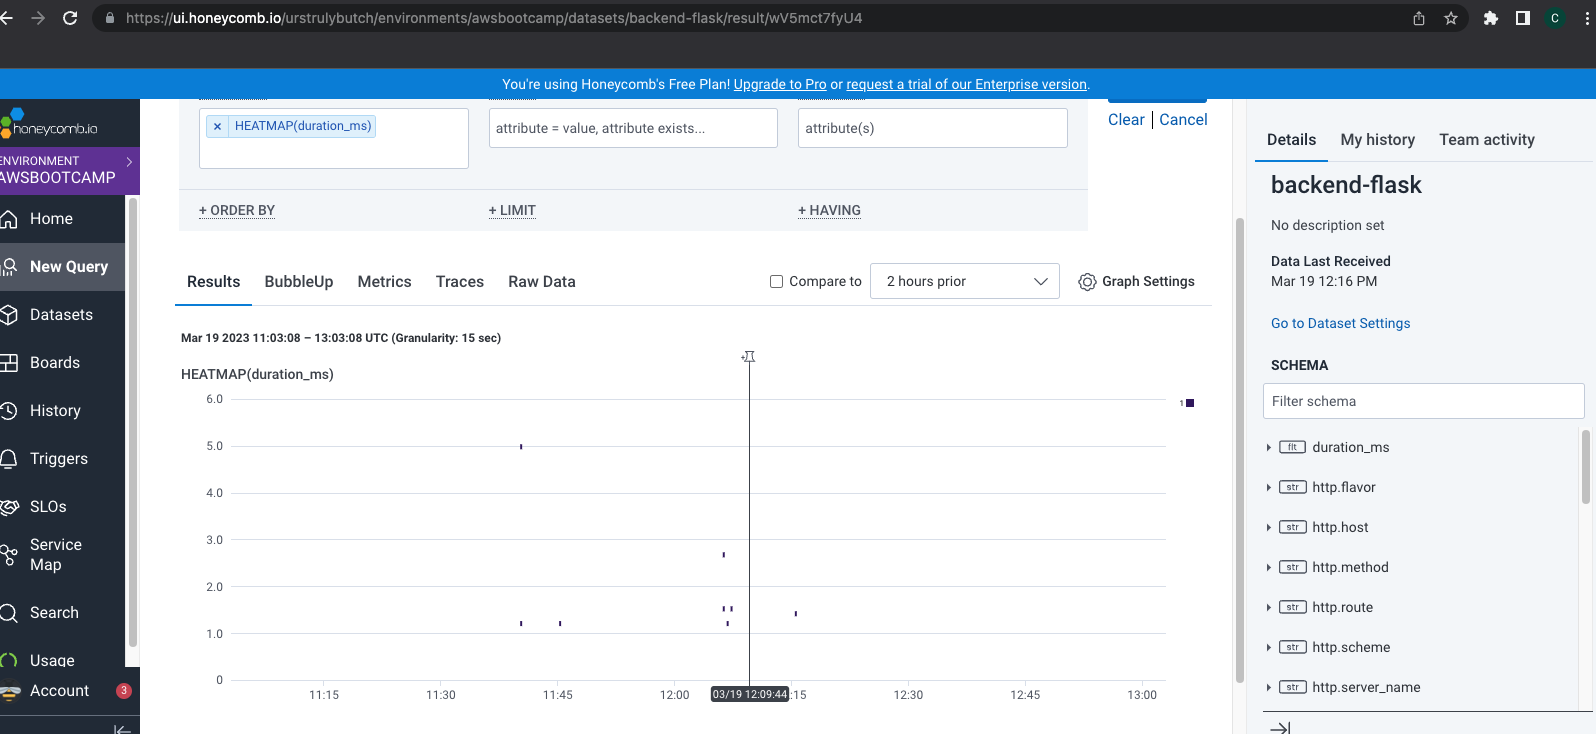 https://ui.honeycomb.io/urstrulybutch/environments/awsbootcamp/datasets/backend-flask/result/wV5mct7fyU4
C
You're using Honeycomb's Free Plan! Upgrade to Pro or request a trial of our Enterprise version.
honeycomb.io
ENVIRONMENT
AWSBOOTCAMP
Home
New Query
Datasets
Boards
History
Triggers
SLOs
Service
Map
Search
Usage
Account 3
HEATMAP(duration_ms)
attribute = value, attribute exists...
attribute(s)
Clear Cancel
+ ORDER BY + LIMIT + HAVING
Results BubbleUp Metrics Traces Raw Data
Compare to 2 hours prior Graph Settings
Mar 19 2023 11:03:08 – 13:03:08 UTC (Granularity: 15 sec)
HEATMAP(duration_ms)
6.0
1
5.0
4.0
3.0
2.0
1.0
0
11:15 11:30 11:45 12:00 03/19 12:09:44 :15 12:30 12:45 13:00
Details My history Team activity
backend-flask
No description set
Data Last Received
Mar 19 12:16 PM
Go to Dataset Settings
SCHEMA
Filter schema
flt duration_ms
str http.flavor
str http.host
str http.method
str http.route
str http.scheme
str http.server_name